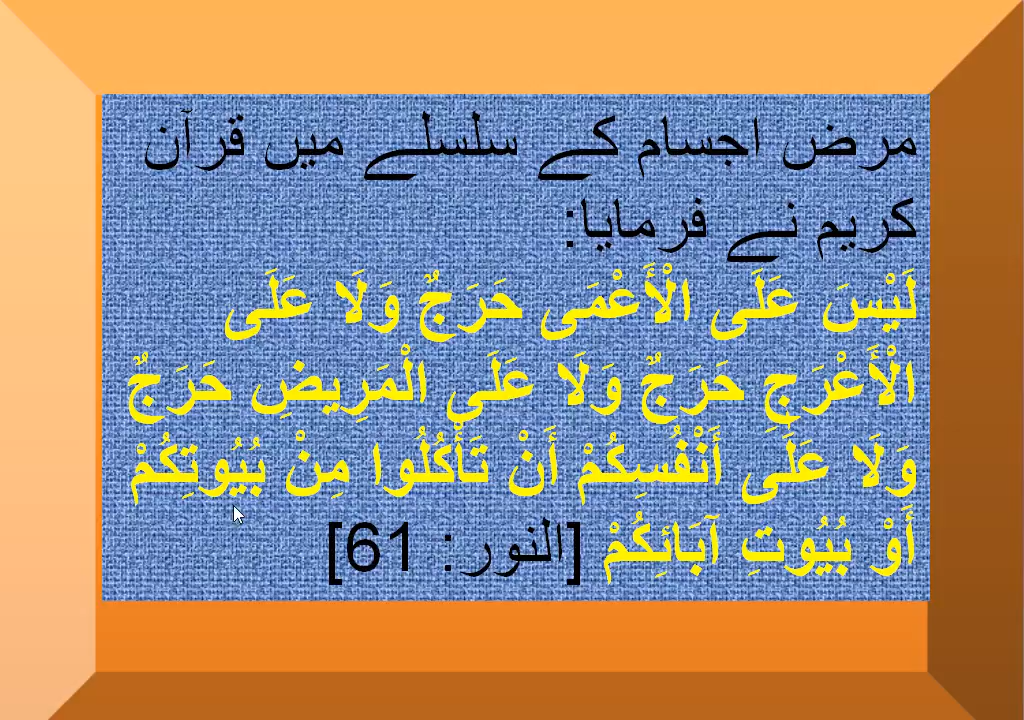 مرض اجسام کے سلسلے میں قرآن
کریم نے فرمایا:
لَيْسَ عَلَى الْأَعْمَى حَرَجٌ وَلَا عَلَى
الْأَعْرَجِ حَرَجٌ وَلَا عَلَى الْمَرِيضِ حَرَجٌ
وَلَا عَلَى أَنْفُسِكُمْ أَنْ تَأْكُلُوا مِنْ بُيُوتِكُمْ
أَوْ بُيُوتِ آبَائِكُمْ [النور: 61]